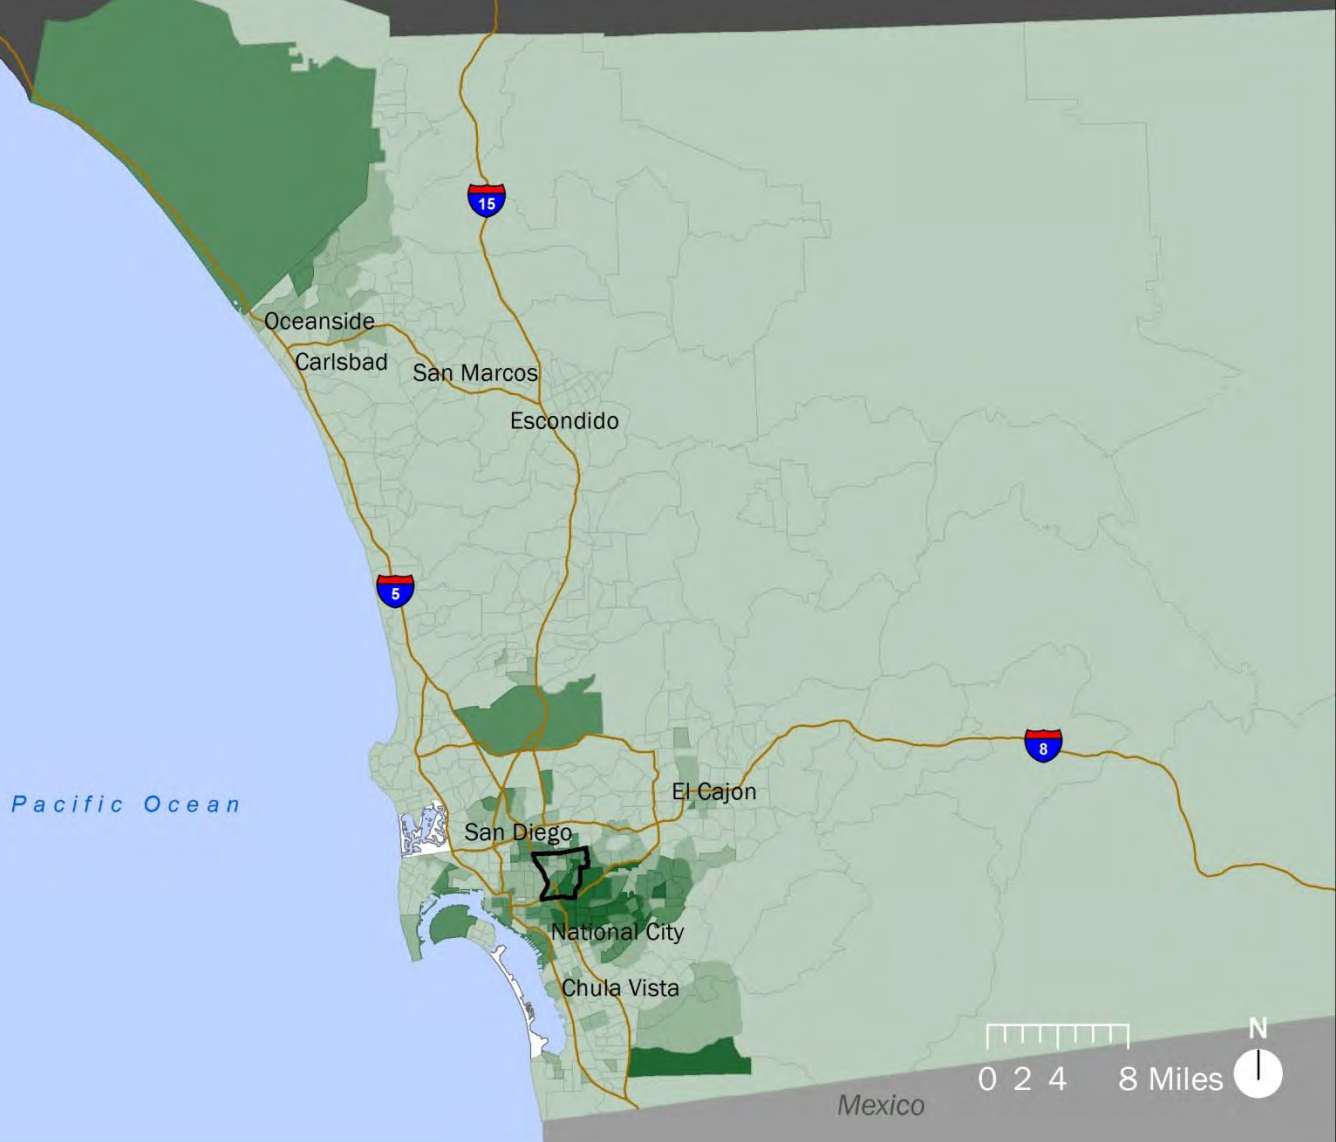 15
Oceanside
Carlsbad
San Marcos
Escondido
5
8
El Cajon
Pacific Ocean
San Diego
National City
Chula Vista
N
0 2 4 8 Miles
Mexico